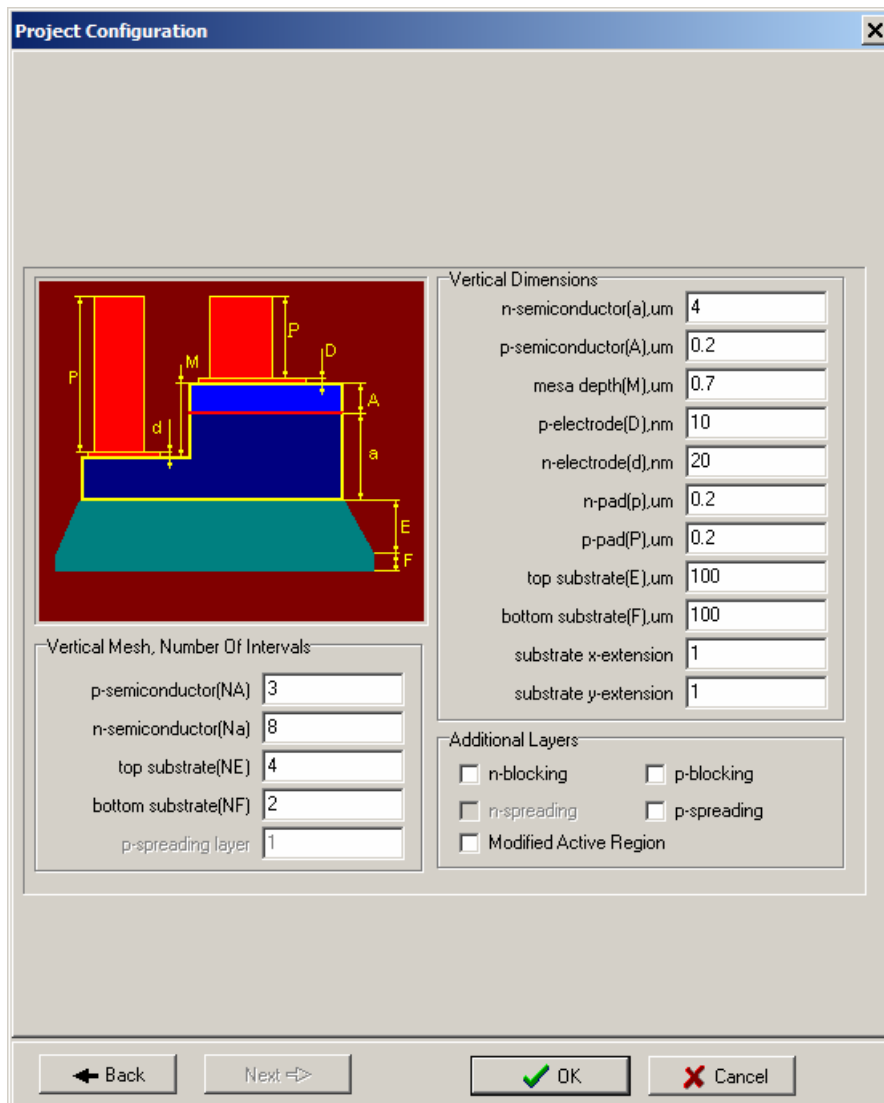 Project Configuration
P
M
P
D
A
d
a
E
F
Vertical Dimensions
n-semiconductor(a),um 4
p-semiconductor(A),um 0.2
mesa depth(M),um 0.7
p-electrode(D),nm 10
n-electrode(d),nm 20
n-pad(p),um 0.2
p-pad(P),um 0.2
top substrate(E),um 100
bottom substrate(F),um 100
substrate x-extension 1
substrate y-extension 1
Vertical Mesh, Number Of Intervals
p-semiconductor(NA) 3
n-semiconductor(Na) 8
top substrate(NE) 4
bottom substrate(NF) 2
p-spreading layer 1
Additional Layers
n-blocking p-blocking
n-spreading p-spreading
Modified Active Region
Back Next OK Cancel